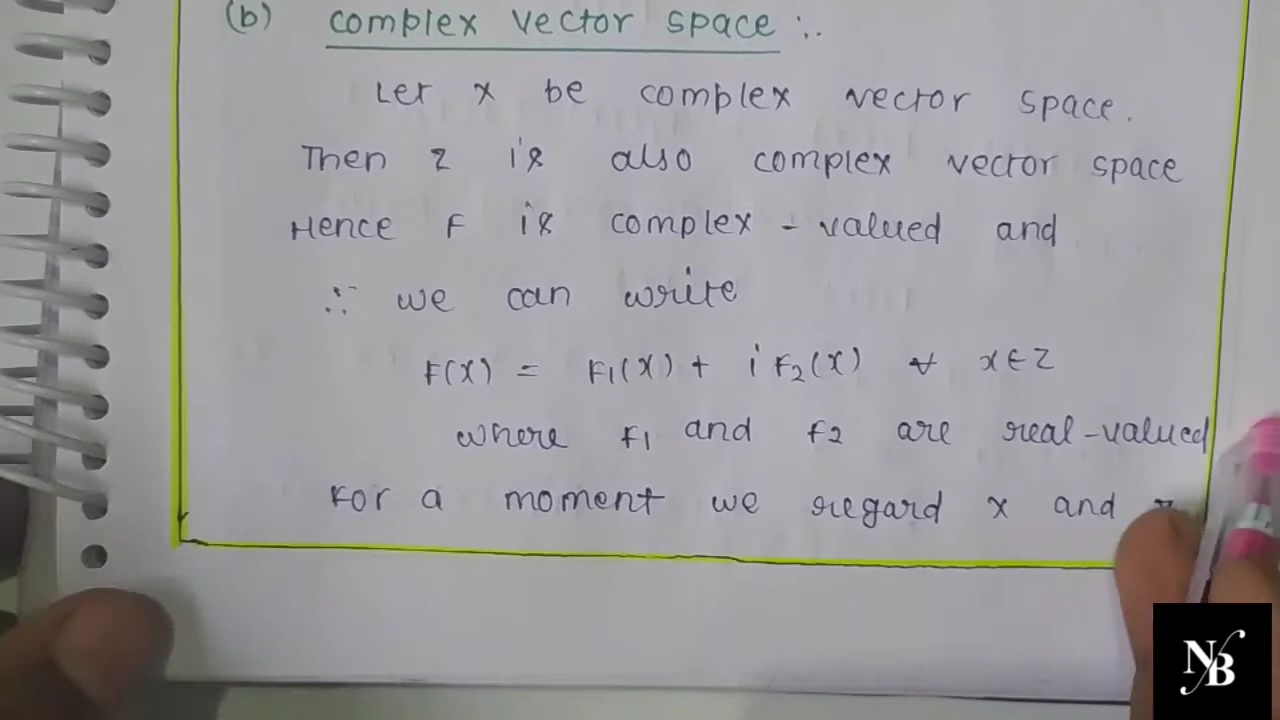 (b) complex vector space :.
Let x be complex vector space.
Then z is also complex vector space
Hence F is complex - valued and
∴ we can write
F(x) = F1(x) + i F2(x) ∀ x ∈ Z
where F1 and F2 are real-valued
For a moment we regard x and
NB